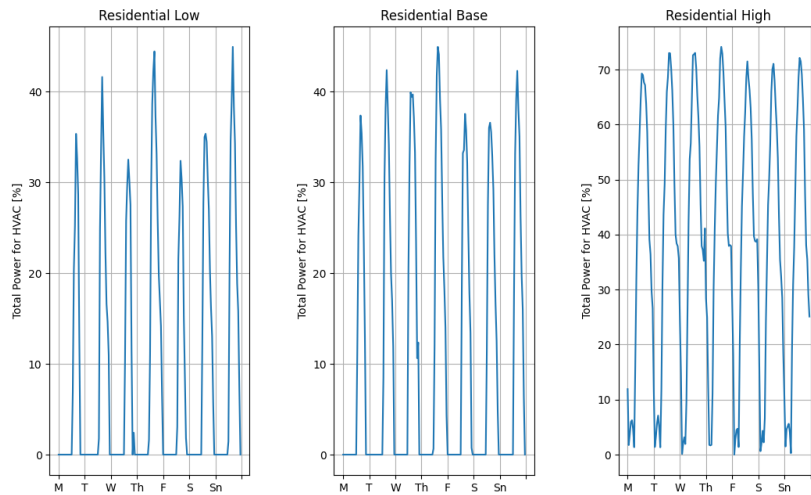 Residential Low
Residential Base
Residential High
Total Power for HVAC [%]
40
30
20
10
0
M T W Th F S Sn
Total Power for HVAC [%]
40
30
20
10
0
M T W Th F S Sn
Total Power for HVAC [%]
70
60
50
40
30
20
10
0
M T W Th F S Sn